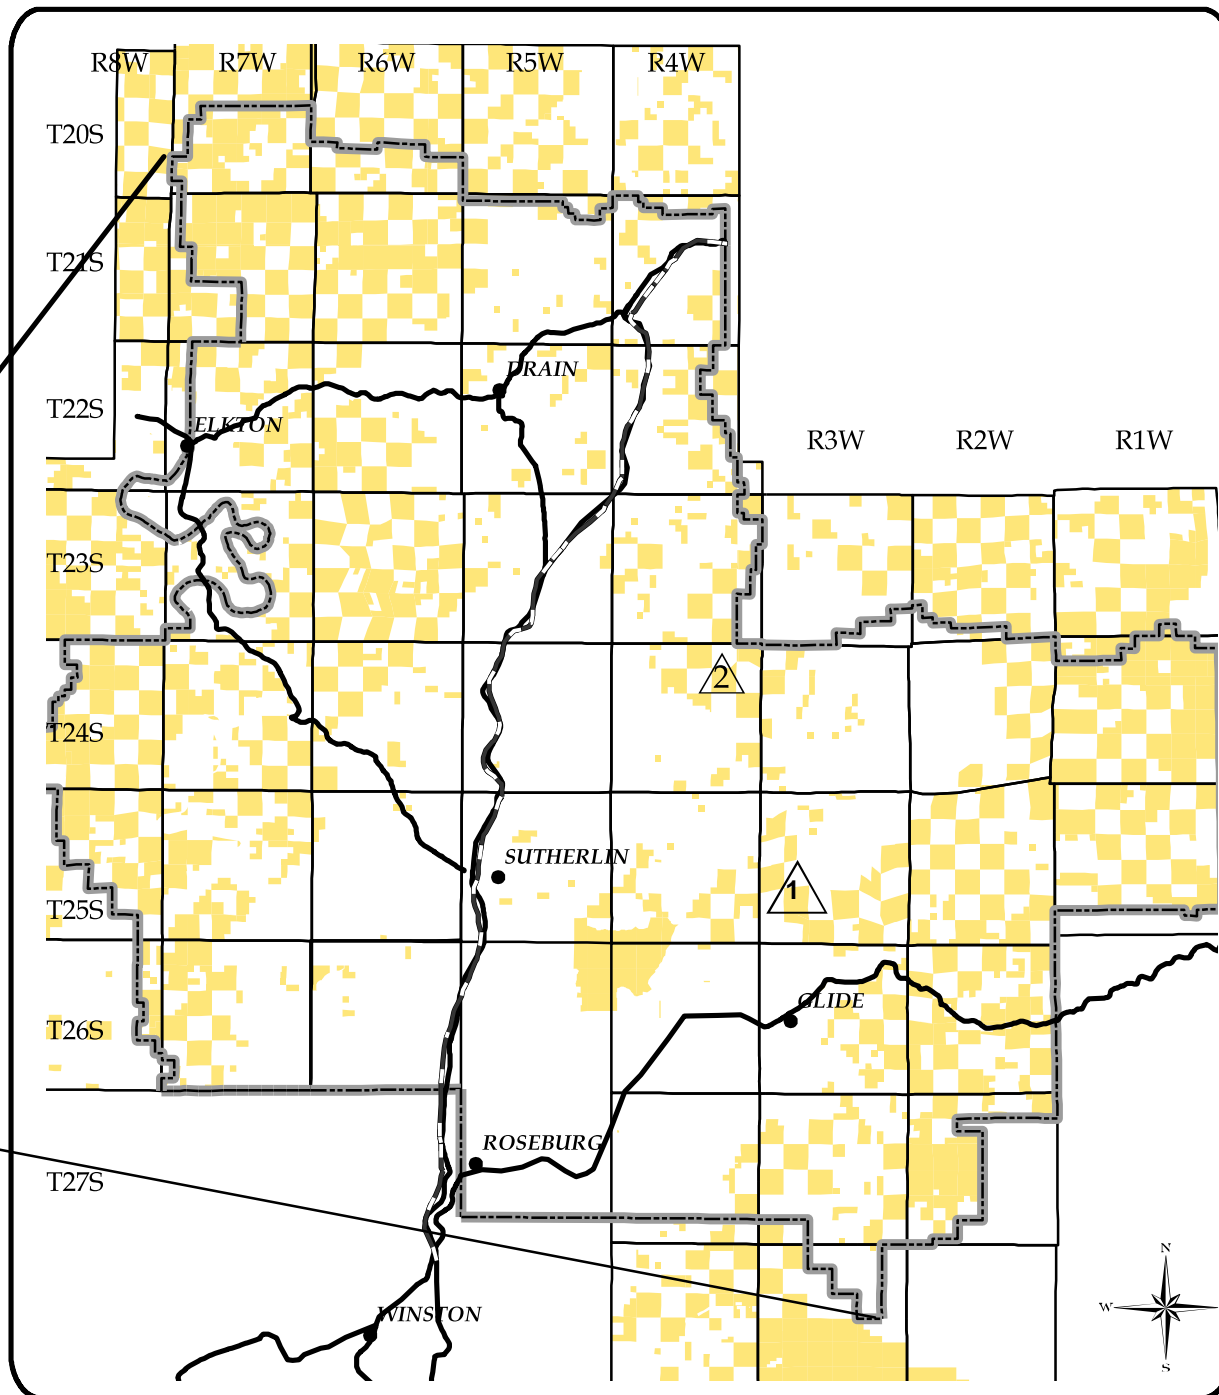 R8W R7W R6W R5W R4W
T20S
T21S
DRAIN
T22S
ELKTON
R3W R2W R1W
T23S
2
T24S
SUTHERLIN
1
T25S
GLIDE
T26S
ROSEBURG
T27S
N
W
WINSTON
S